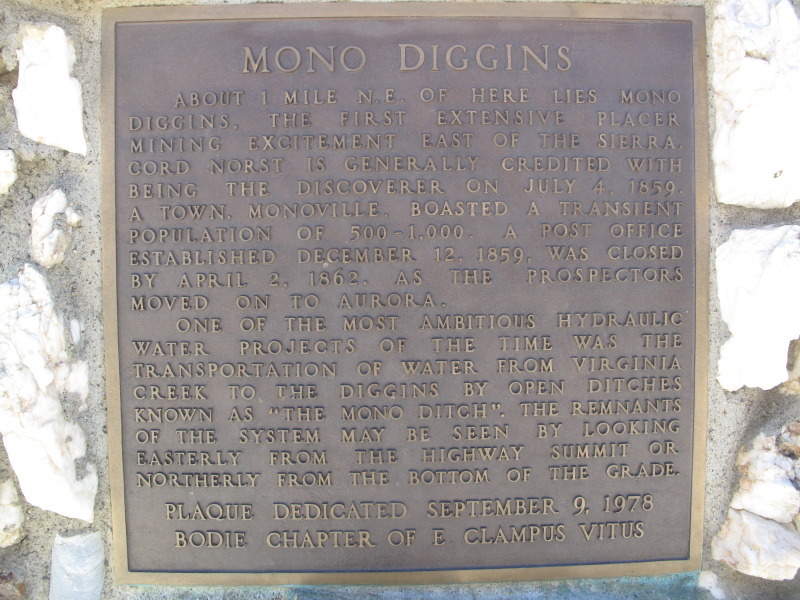 MONO DIGGINS
ABOUT 1 MILE N.E. OF HERE LIES MONO
DIGGINS, THE FIRST EXTENSIVE PLACER
MINING EXCITEMENT EAST OF THE SIERRA.
CORD NORST IS GENERALLY CREDITED WITH
BEING THE DISCOVERER ON JULY 4, 1859.
A TOWN, MONOVILLE, BOASTED A TRANSIENT
POPULATION OF 500-1,000. A POST OFFICE
ESTABLISHED DECEMBER 12, 1859, WAS CLOSED
BY APRIL 2, 1862, AS THE PROSPECTORS
MOVED ON TO AURORA.
ONE OF THE MOST AMBITIOUS HYDRAULIC
WATER PROJECTS OF THE TIME WAS THE
TRANSPORTATION OF WATER FROM VIRGINIA
CREEK TO THE DIGGINS BY OPEN DITCHES
KNOWN AS "THE MONO DITCH". THE REMNANTS
OF THE SYSTEM MAY BE SEEN BY LOOKING
EASTERLY FROM THE HIGHWAY SUMMIT OR
NORTHERLY FROM THE BOTTOM OF THE GRADE.
PLAQUE DEDICATED SEPTEMBER 9, 1978
BODIE CHAPTER OF E CLAMPUS VITUS